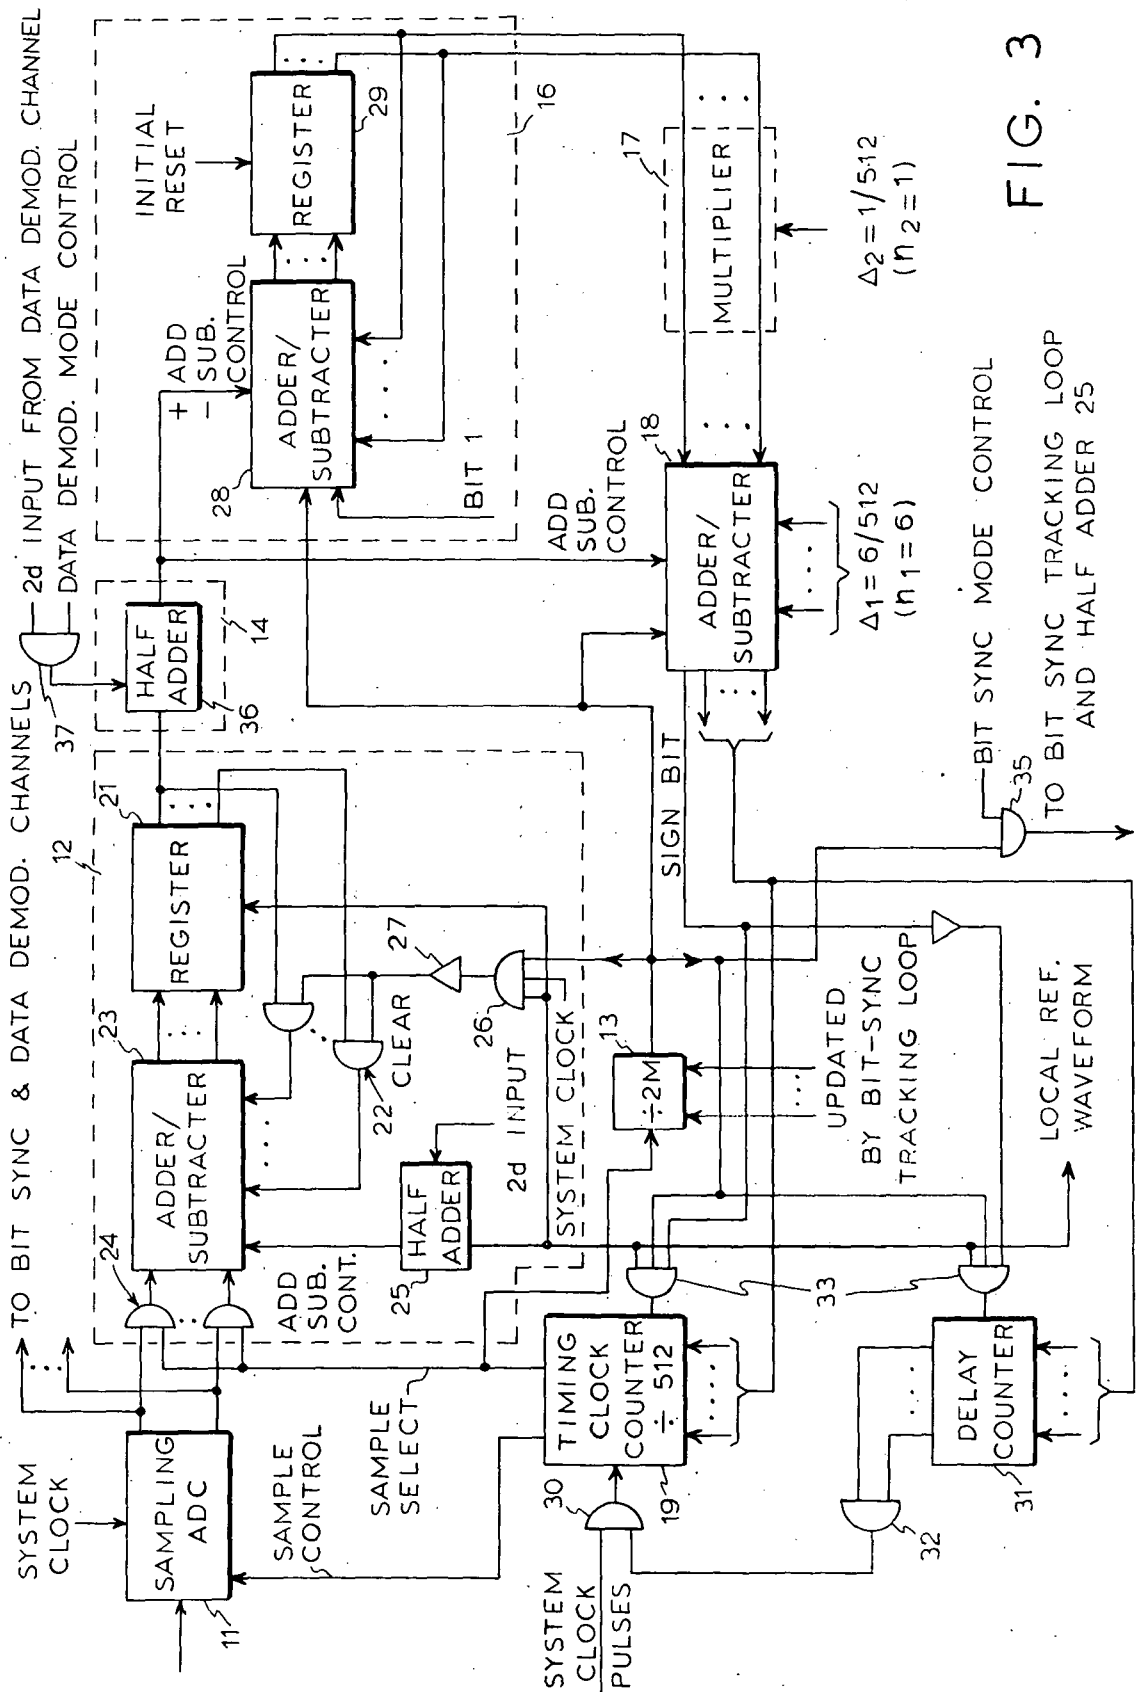 TO BIT SYNC & DATA DEMOD. CHANNELS
2d INPUT FROM DATA DEMOD. CHANNEL
DATA DEMOD. MODE CONTROL
37
SYSTEM
CLOCK
SAMPLING
ADC
11
24
12
23
ADDER/
SUBTRACTER
21
REGISTER
14
HALF
ADDER
36
+ ADD
- SUB.
CONTROL
INITIAL
RESET
28
ADDER/
SUBTRACTER
REGISTER
29
16
BIT 1
22
CLEAR
27
26
ADD
SUB.
CONT.
25
HALF
ADDER
2d INPUT
SYSTEM CLOCK
SAMPLE
CONTROL
SAMPLE
SELECT
13
÷2M
UPDATED
BY BIT-SYNC
TRACKING LOOP
SIGN BIT
ADD
SUB.
CONTROL
18
ADDER/
SUBTRACTER
17
MULTIPLIER
Δ1 = 6/512
(n1 = 6)
Δ2 = 1/512
(n2 = 1)
SYSTEM
CLOCK
PULSES
30
19
TIMING
CLOCK
COUNTER
÷ 512
33
DELAY
COUNTER
31
32
LOCAL REF.
WAVEFORM
35
BIT SYNC MODE CONTROL
TO BIT SYNC TRACKING LOOP
AND HALF ADDER 25
FIG. 3